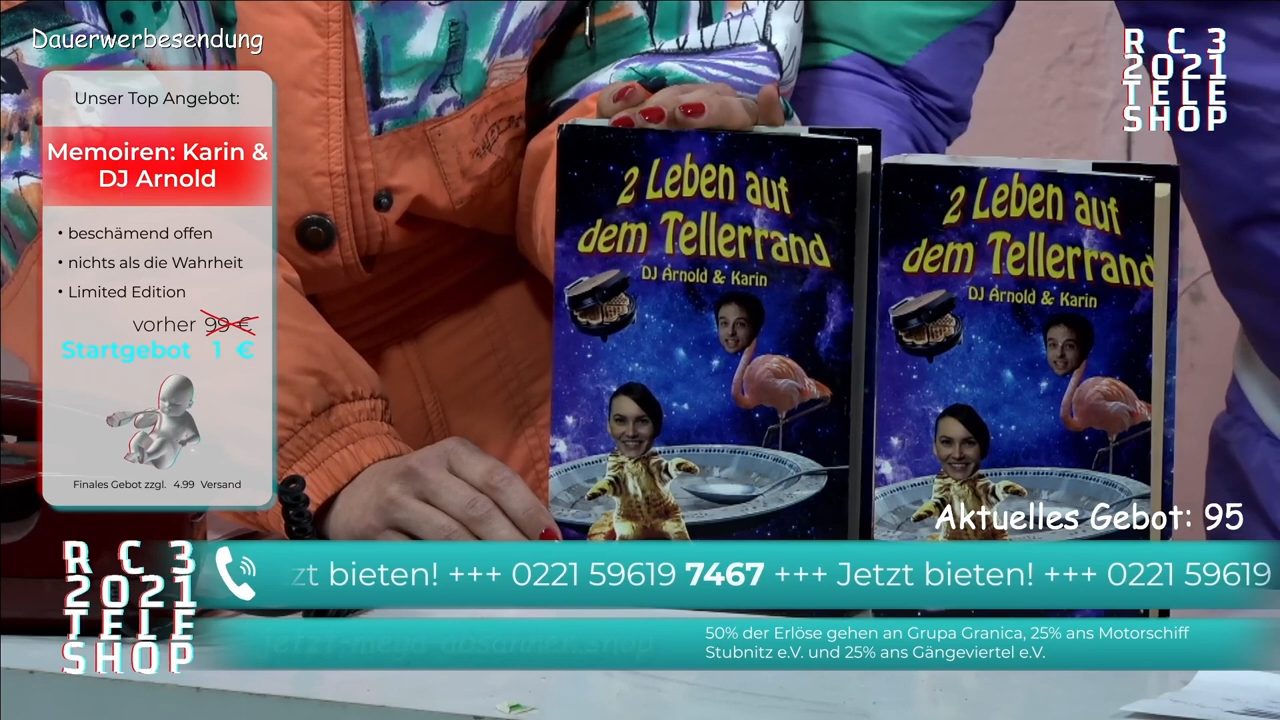 Dauerwerbesendung
Unser Top Angebot:
Memoiren: Karin &
DJ Arnold
• beschämend offen
• nichts als die Wahrheit
• Limited Edition
vorher 99 €
Startgebot 1 €
Finales Gebot zzgl. 4.99 Versand
RC3
2021
TELE
SHOP
2 Leben auf
dem Tellerrand
DJ Arnold & Karin
2 Leben auf
dem Tellerrand
DJ Arnold & Karin
Aktuelles Gebot: 95
RC3
2021
TELE
SHOP
zt bieten! +++ 0221 59619 7467 +++ Jetzt bieten! +++ 0221 59619
50% der Erlöse gehen an Grupa Granica, 25% ans Motorschiff
Stubnitz e.V. und 25% ans Gängeviertel e.V.